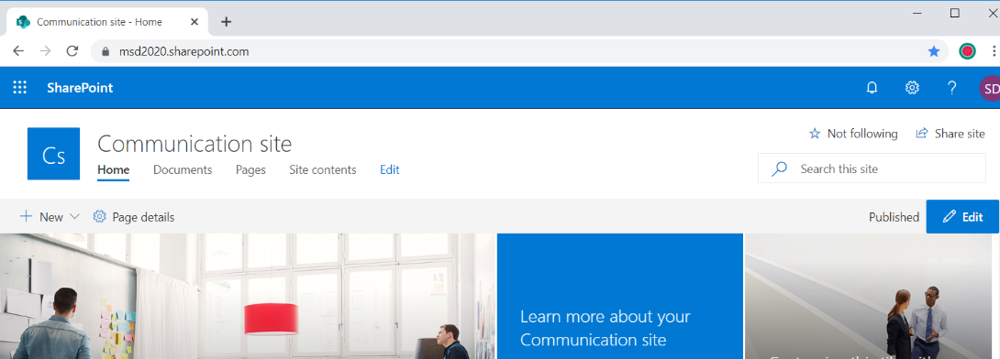 Communication site - Home
msd2020.sharepoint.com
SharePoint
SD
Not following Share site
Cs
Communication site
Home Documents Pages Site contents Edit
Search this site
New Page details Published Edit
Learn more about your
Communication site